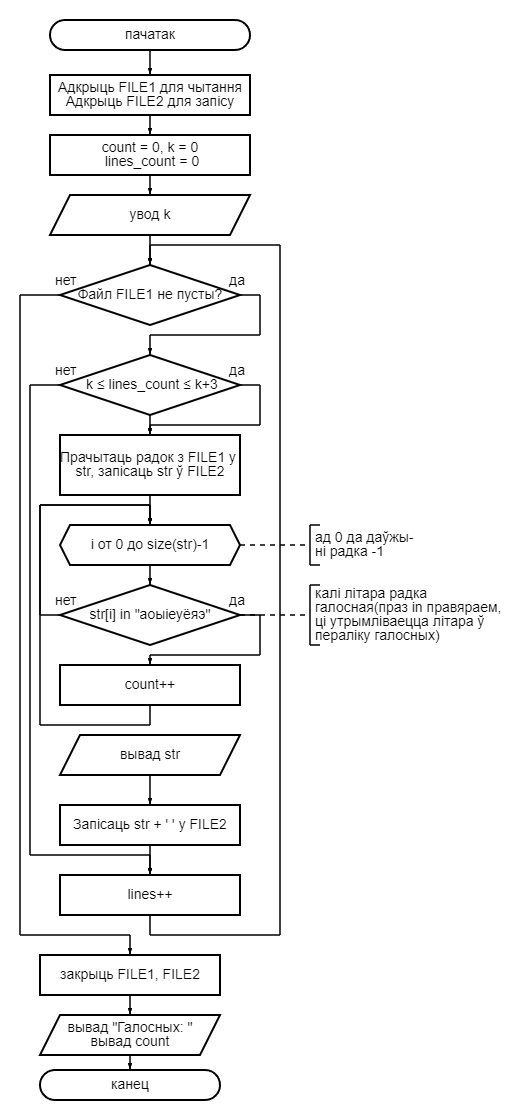 пачатак
Адкрыць FILE1 для чытання
Адкрыць FILE2 для запісу
count = 0, k = 0
lines_count = 0
увод k
нет
да
Файл FILE1 не пусты?
нет
да
k ≤ lines_count ≤ k+3
Прачытаць радок з FILE1 у
str, запісаць str ў FILE2
i от 0 до size(str)-1
ад 0 да даўжы-
ні радка -1
нет
да
str[i] in "аоыіеуёяэ"
калі літара радка
галосная(праз in правяраем,
ці утрымліваецца літара ў
пераліку галосных)
count++
вывад str
Запісаць str + ' ' у FILE2
lines++
закрыць FILE1, FILE2
вывад "Галосных: "
вывад count
канец